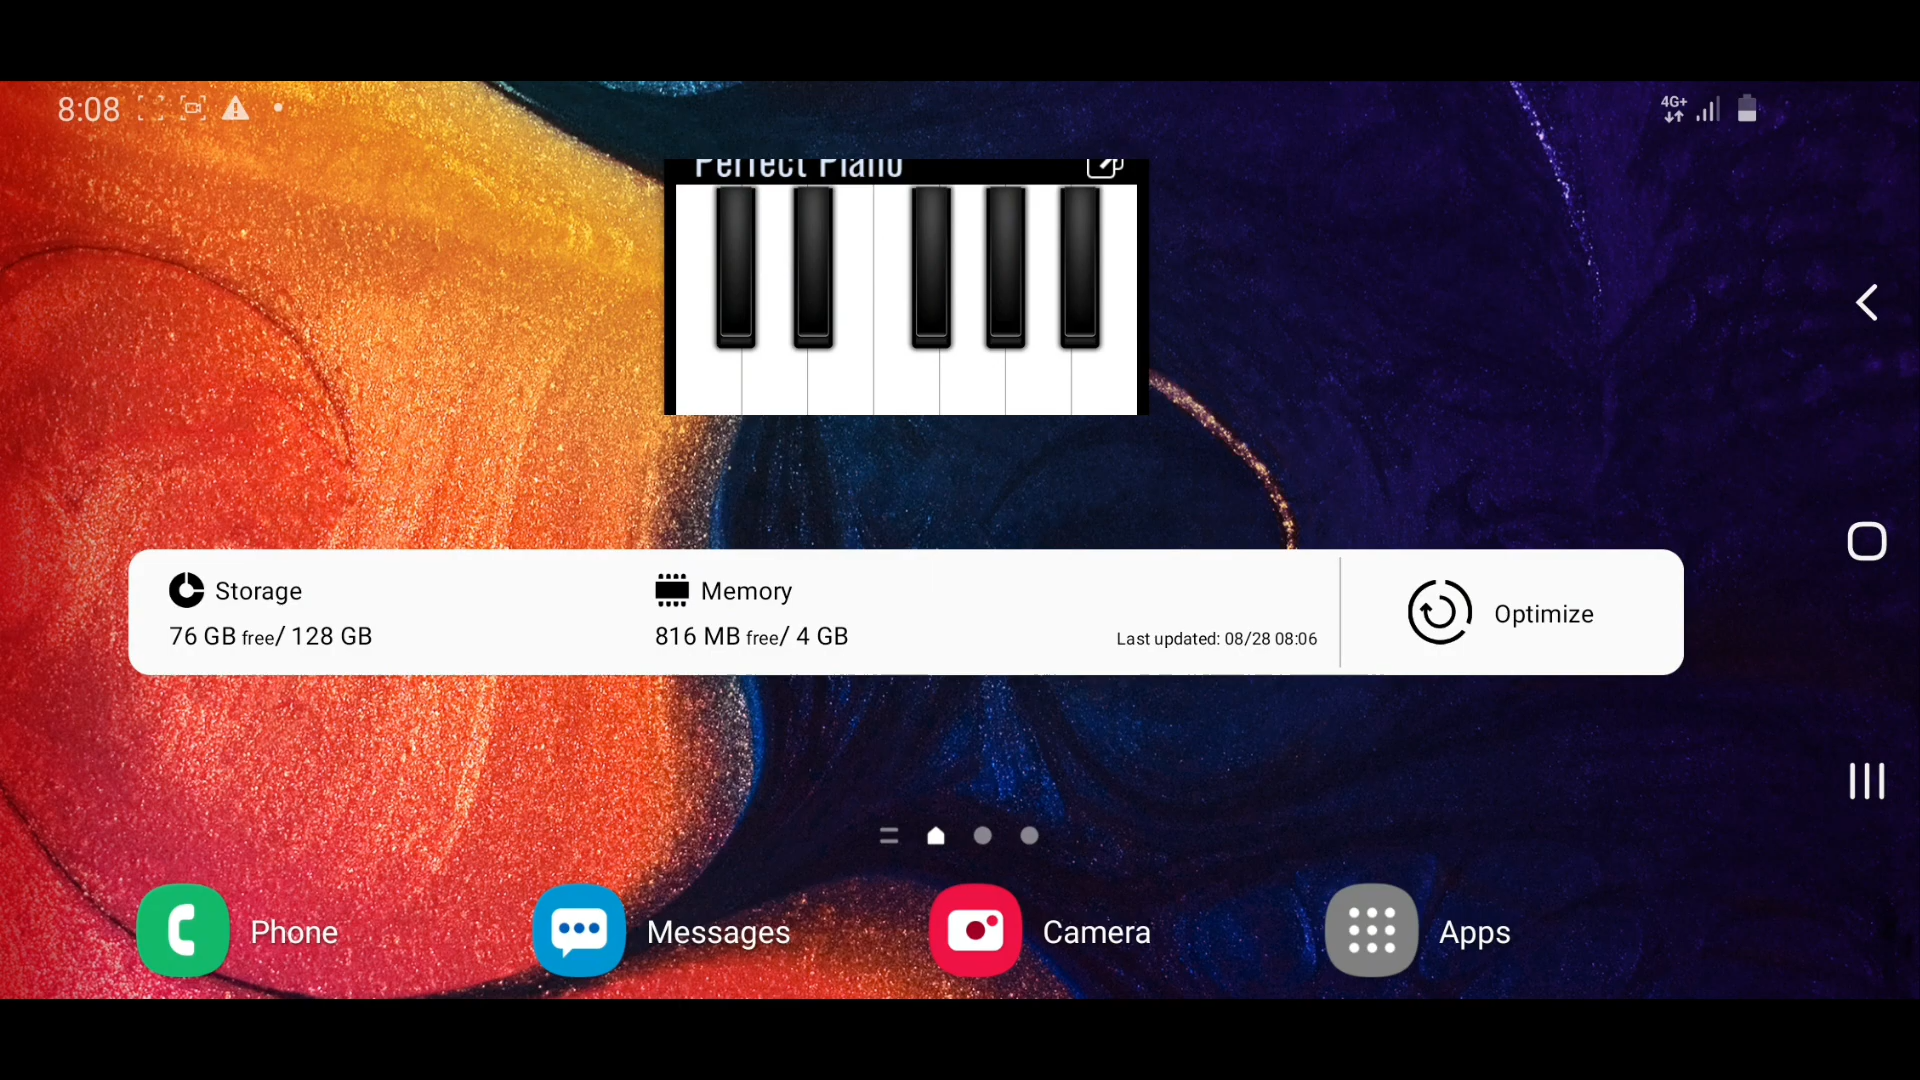 8:08
4G+
Perfect Piano
Storage
76 GB free/ 128 GB
Memory
816 MB free/ 4 GB
Last updated: 08/28 08:06
Optimize
Phone
Messages
Camera
Apps